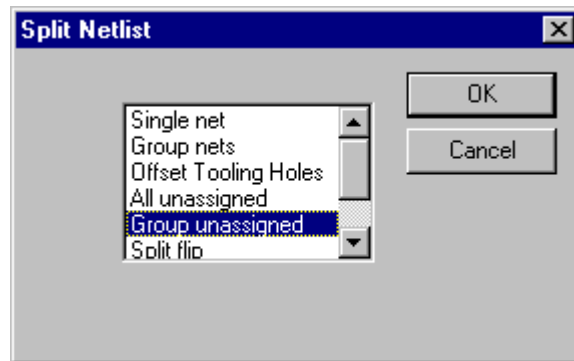 Split Netlist
OK
Cancel
Single net
Group nets
Offset Tooling Holes
All unassigned
Group unassigned
Split flip